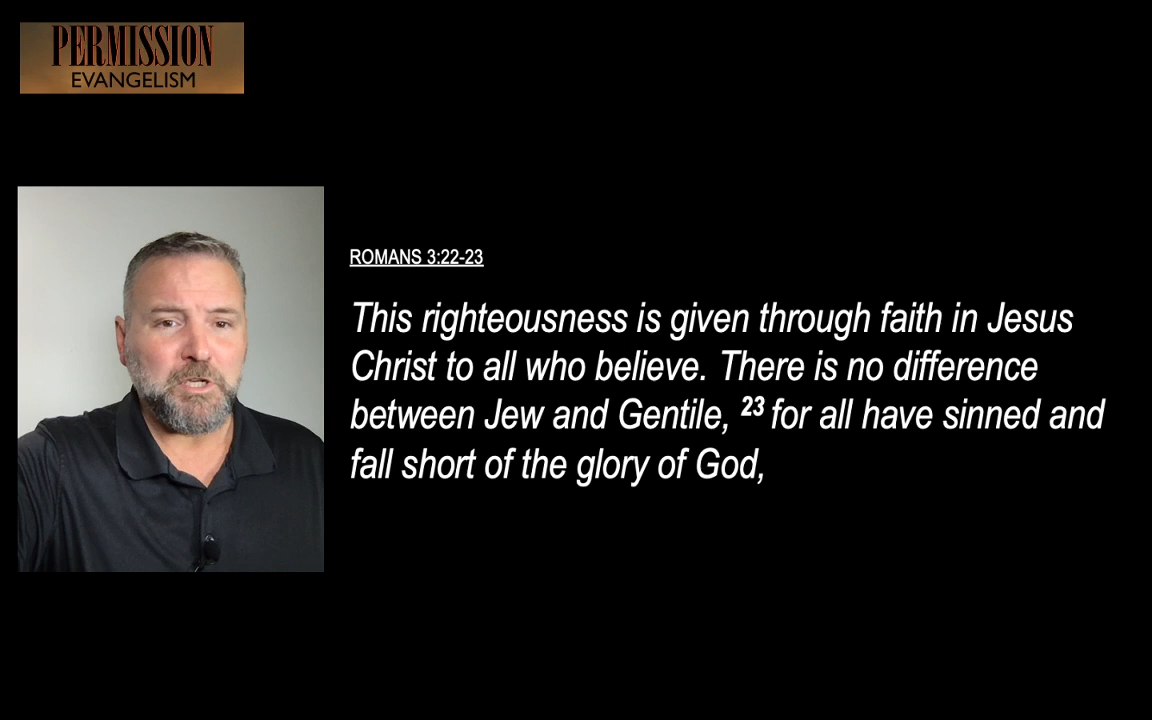 PERMISSION
EVANGELISM
ROMANS 3:22-23
This righteousness is given through faith in Jesus
Christ to all who believe. There is no difference
between Jew and Gentile, 23 for all have sinned and
fall short of the glory of God,